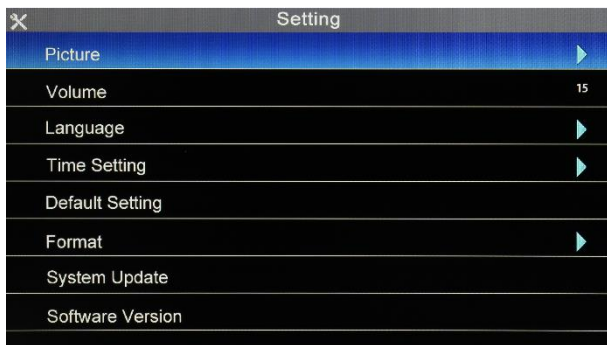 Setting
Picture
Volume 15
Language
Time Setting
Default Setting
Format
System Update
Software Version